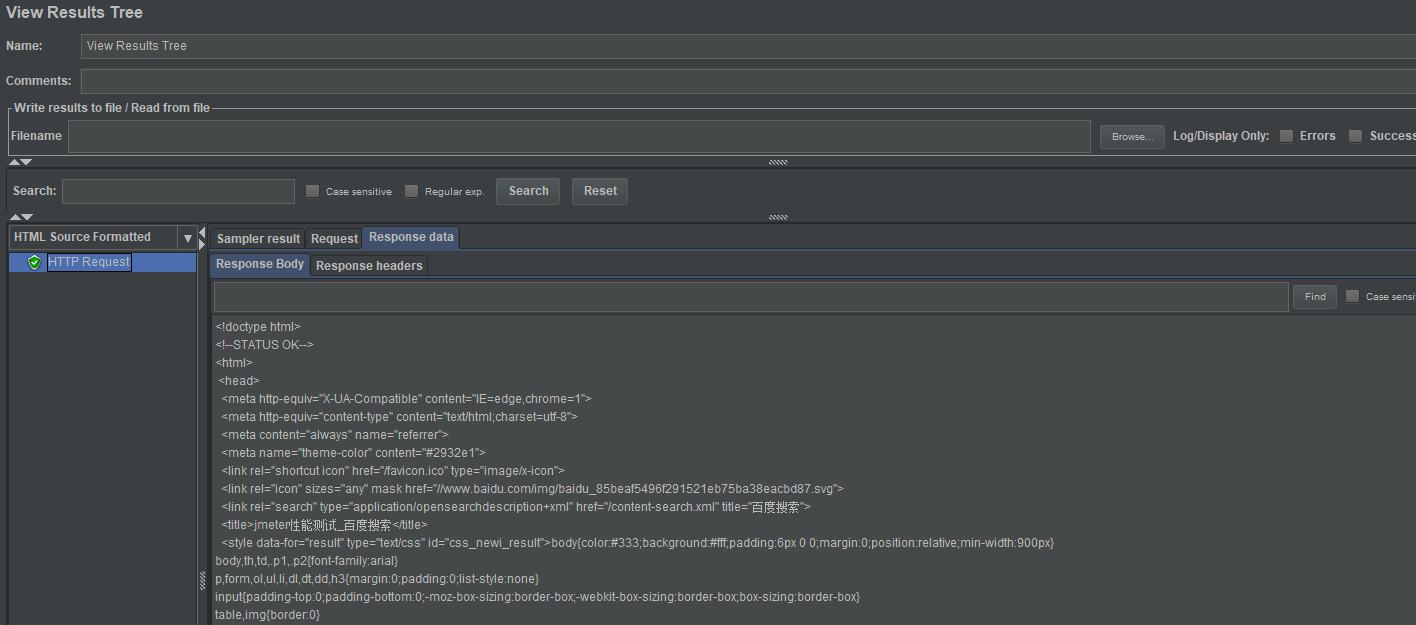 View Results Tree
Name: View Results Tree
Comments:
Write results to file / Read from file
Filename Browse... Log/Display Only: Errors Success
Search: Case sensitive Regular exp. Search Reset
HTML Source Formatted Sampler result Request Response data
HTTP Request Response Body Response headers
Find Case sensi
<!doctype html>
<!--STATUS OK-->
<html>
<head>
<meta http-equiv="X-UA-Compatible" content="IE=edge,chrome=1">
<meta http-equiv="content-type" content="text/html;charset=utf-8">
<meta content="always" name="referrer">
<meta name="theme-color" content="#2932e1">
<link rel="shortcut icon" href="/favicon.ico" type="image/x-icon">
<link rel="icon" sizes="any" mask href="//www.baidu.com/img/baidu_85beaf5496f291521eb75ba38eacbd87.svg">
<link rel="search" type="application/opensearchdescription+xml" href="/content-search.xml" title="百度搜索">
<title>jmeter性能测试_百度搜索</title>
<style data-for="result" type="text/css" id="css_newi_result">body{color:#333;background:#fff;padding:6px 0 0;margin:0;position:relative;min-width:900px}
body,th,td,.p1,.p2{font-family:arial}
p,form,ol,ul,li,dl,dt,dd,h3{margin:0;padding:0;list-style:none}
input{padding-top:0;padding-bottom:0;-moz-box-sizing:border-box;-webkit-box-sizing:border-box;box-sizing:border-box}
table,img{border:0}